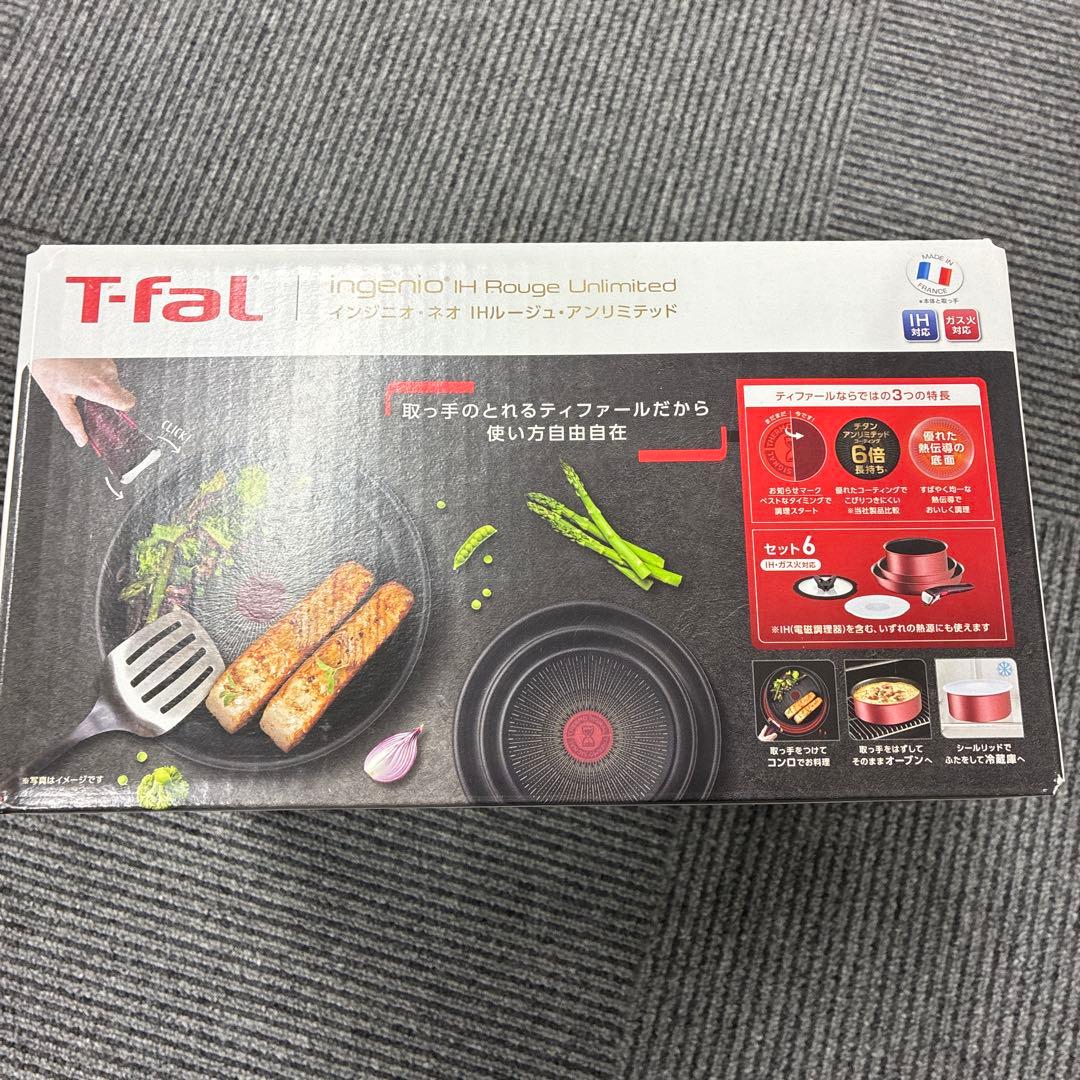 T-fal
ingenio IH Rouge Unlimited
インジニオ・ネオ IHルージュ・アンリミテッド
MADE IN
FRANCE
*本体と取っ手
IH
対応
ガス火
対応
CLICK!
取っ手のとれるティファールだから
使い方自由自在
ティファールならではの3つの特長
まだまだ
今です!
お知らせマーク
ベストなタイミングで
調理スタート
チタン
アンリミテッド
コーティング
6倍
長持ち
優れたコーティングで
こびりつきにくい
※当社製品比較
優れた
熱伝導の
底面
すばやく均一な
熱伝導で
おいしく調理
セット6
IH・ガス火対応
※IH(電磁調理器)を含む、いずれの熱源にも使えます
取っ手をつけて
コンロでお料理
取っ手をはずして
そのままオーブンへ
シールリッドで
ふたをして冷蔵庫へ
※写真はイメージです